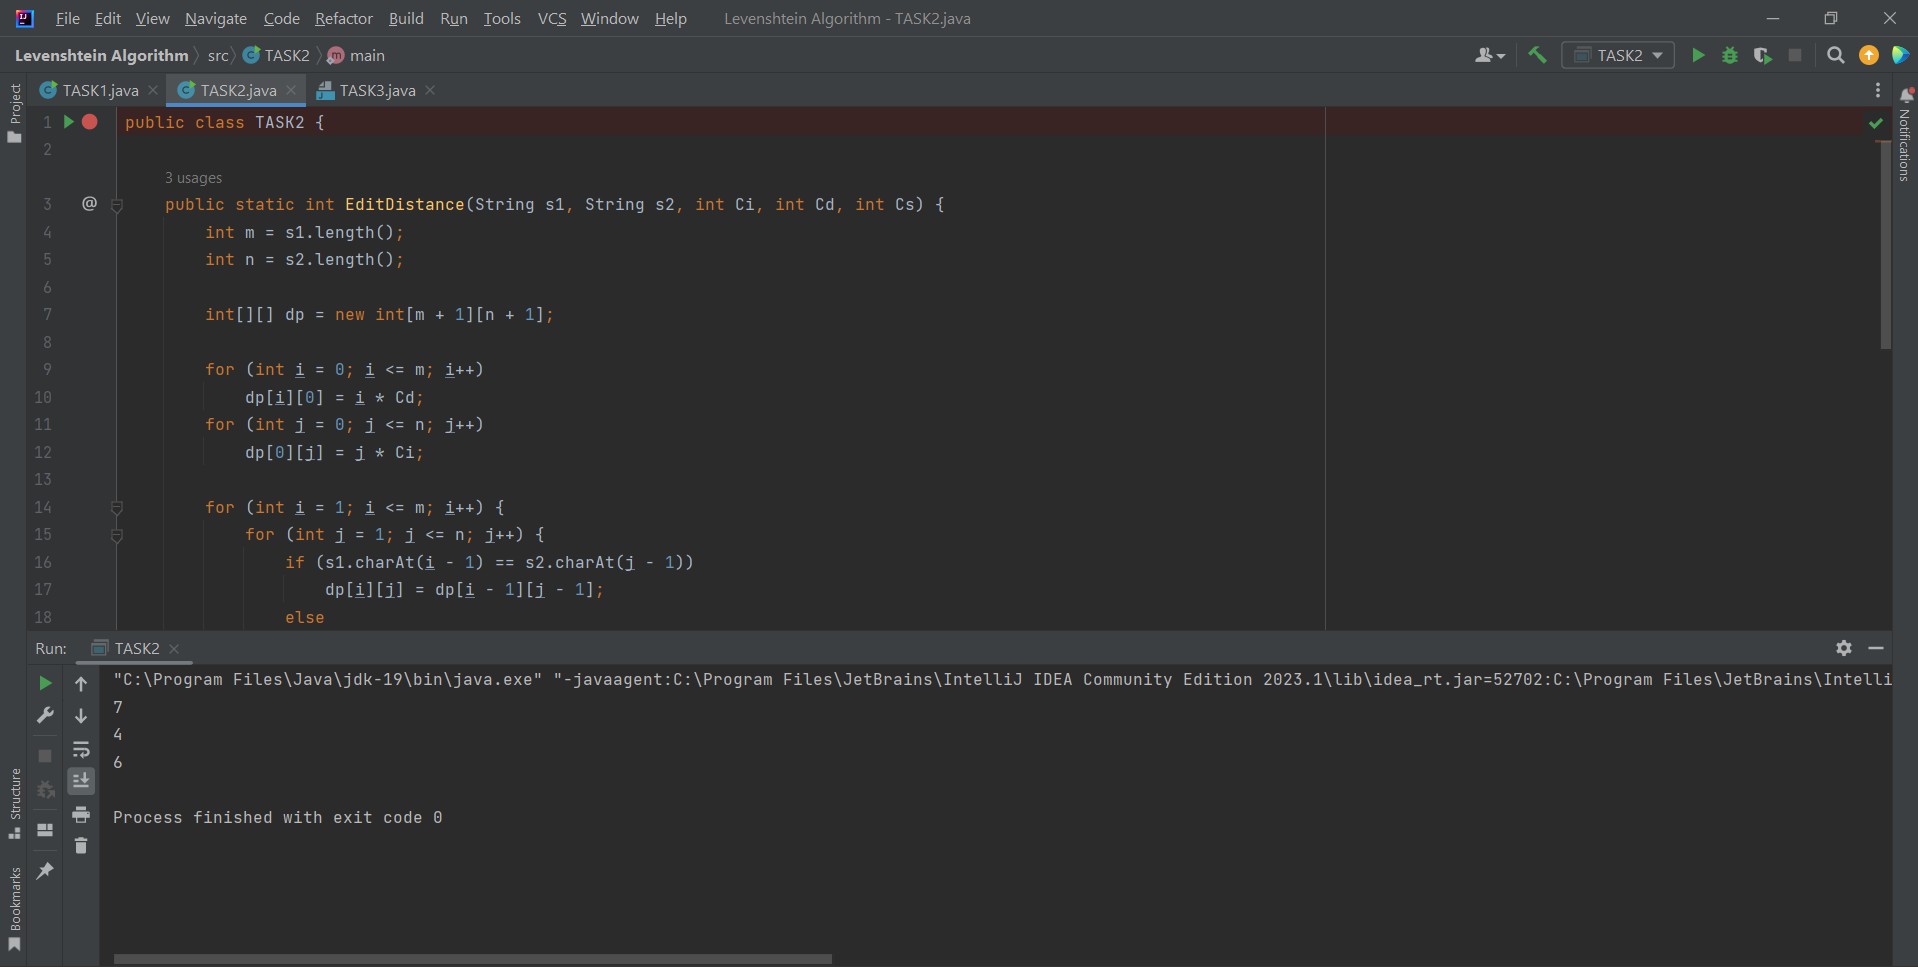 File Edit View Navigate Code Refactor Build Run Tools VCS Window Help Levenshtein Algorithm - TASK2.java
Levenshtein Algorithm src TASK2 main TASK2
Project
TASK1.java TASK2.java TASK3.java
Notifications
1 public class TASK2 {
2
3 usages
3 @ public static int EditDistance(String s1, String s2, int Ci, int Cd, int Cs) {
4 int m = s1.length();
5 int n = s2.length();
6
7 int[][] dp = new int[m + 1][n + 1];
8
9 for (int i = 0; i <= m; i++)
10 dp[i][0] = i * Cd;
11 for (int j = 0; j <= n; j++)
12 dp[0][j] = j * Ci;
13
14 for (int i = 1; i <= m; i++) {
15 for (int j = 1; j <= n; j++) {
16 if (s1.charAt(i - 1) == s2.charAt(j - 1))
17 dp[i][j] = dp[i - 1][j - 1];
18 else
Run: TASK2
"C:\Program Files\Java\jdk-19\bin\java.exe" "-javaagent:C:\Program Files\JetBrains\IntelliJ IDEA Community Edition 2023.1\lib\idea_rt.jar=52702:C:\Program Files\JetBrains\Intelli
7
4
6
Process finished with exit code 0
Structure
Bookmarks